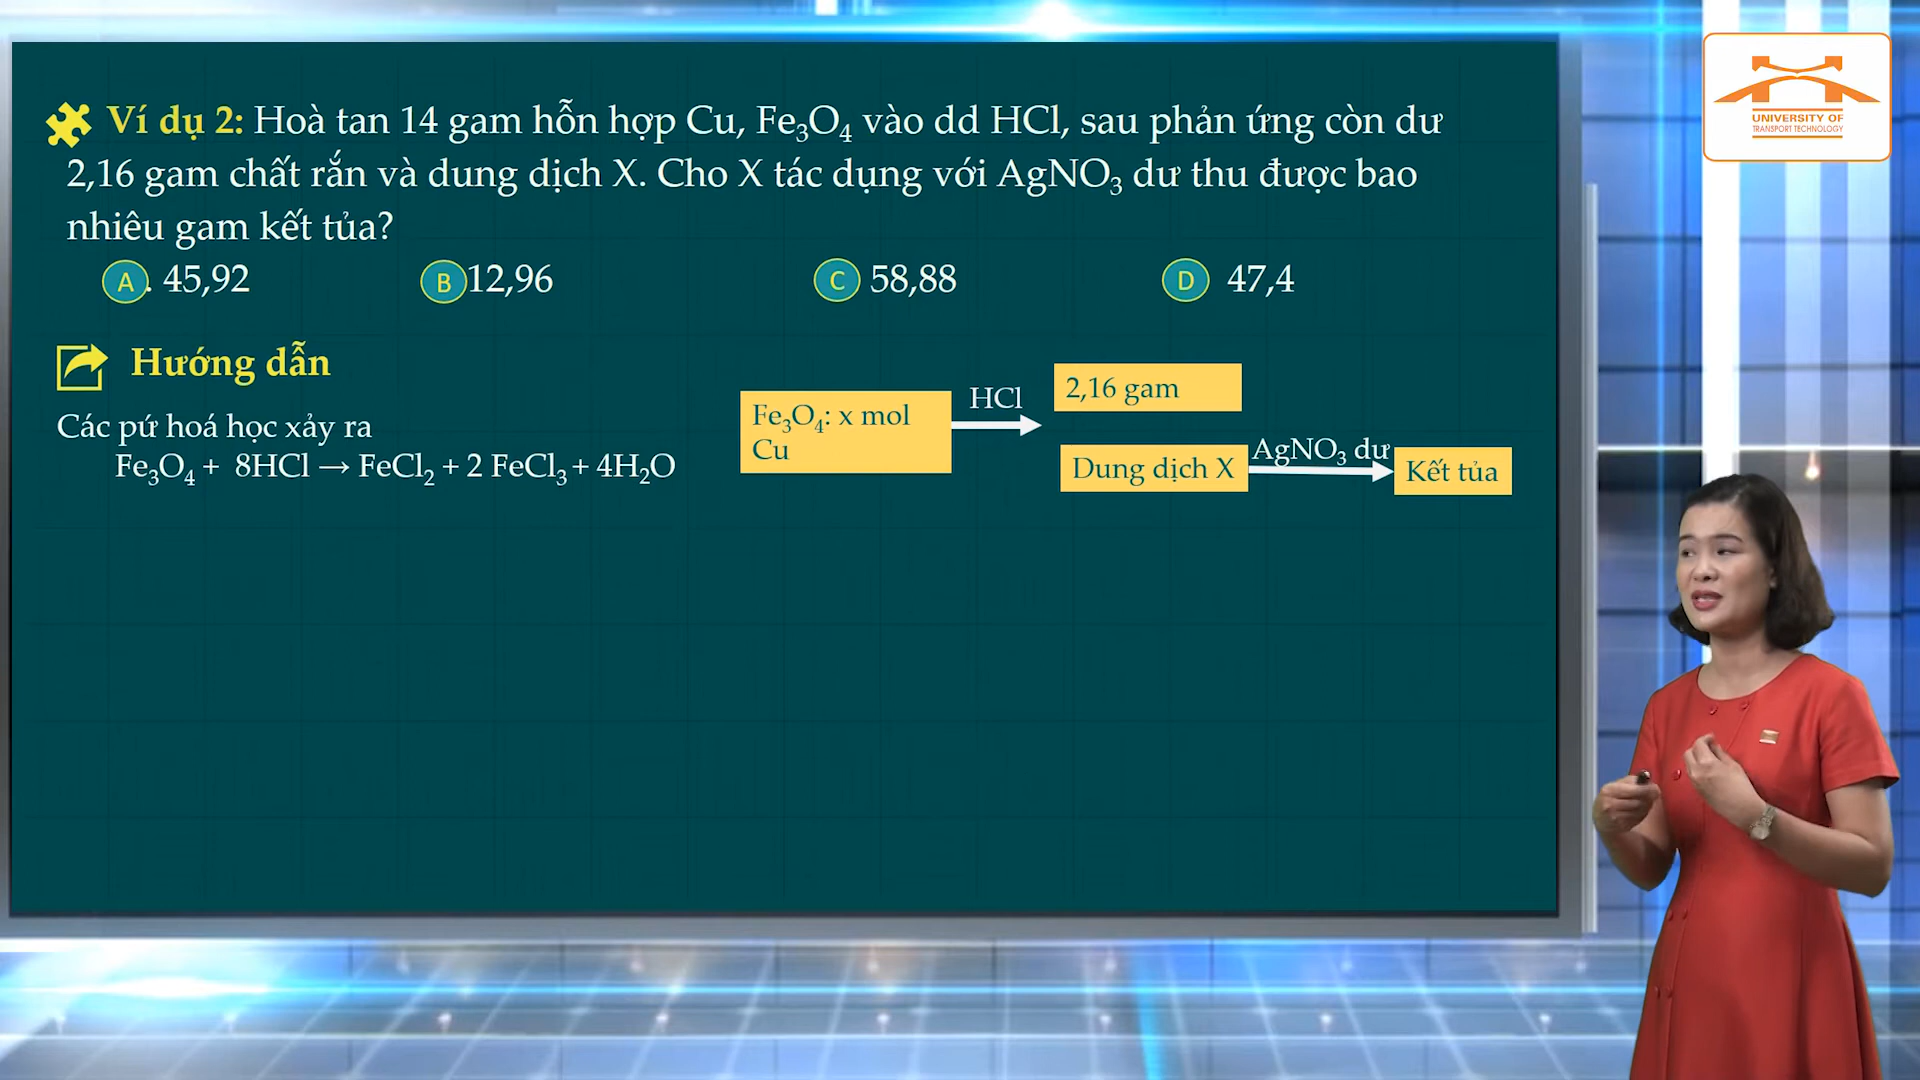 Ví dụ 2: Hoà tan 14 gam hỗn hợp Cu, Fe₃O₄ vào dd HCl, sau phản ứng còn dư
2,16 gam chất rắn và dung dịch X. Cho X tác dụng với AgNO₃ dư thu được bao
nhiêu gam kết tủa?
A . 45,92 B 12,96 C 58,88 D 47,4
Hướng dẫn
Các pứ hoá học xảy ra
Fe₃O₄ + 8HCl → FeCl₂ + 2 FeCl₃ + 4H₂O
Fe₃O₄: x mol
Cu
HCl
2,16 gam
Dung dịch X
AgNO₃ dư
Kết tủa
UNIVERSITY OF
TRANSPORT TECHNOLOGY